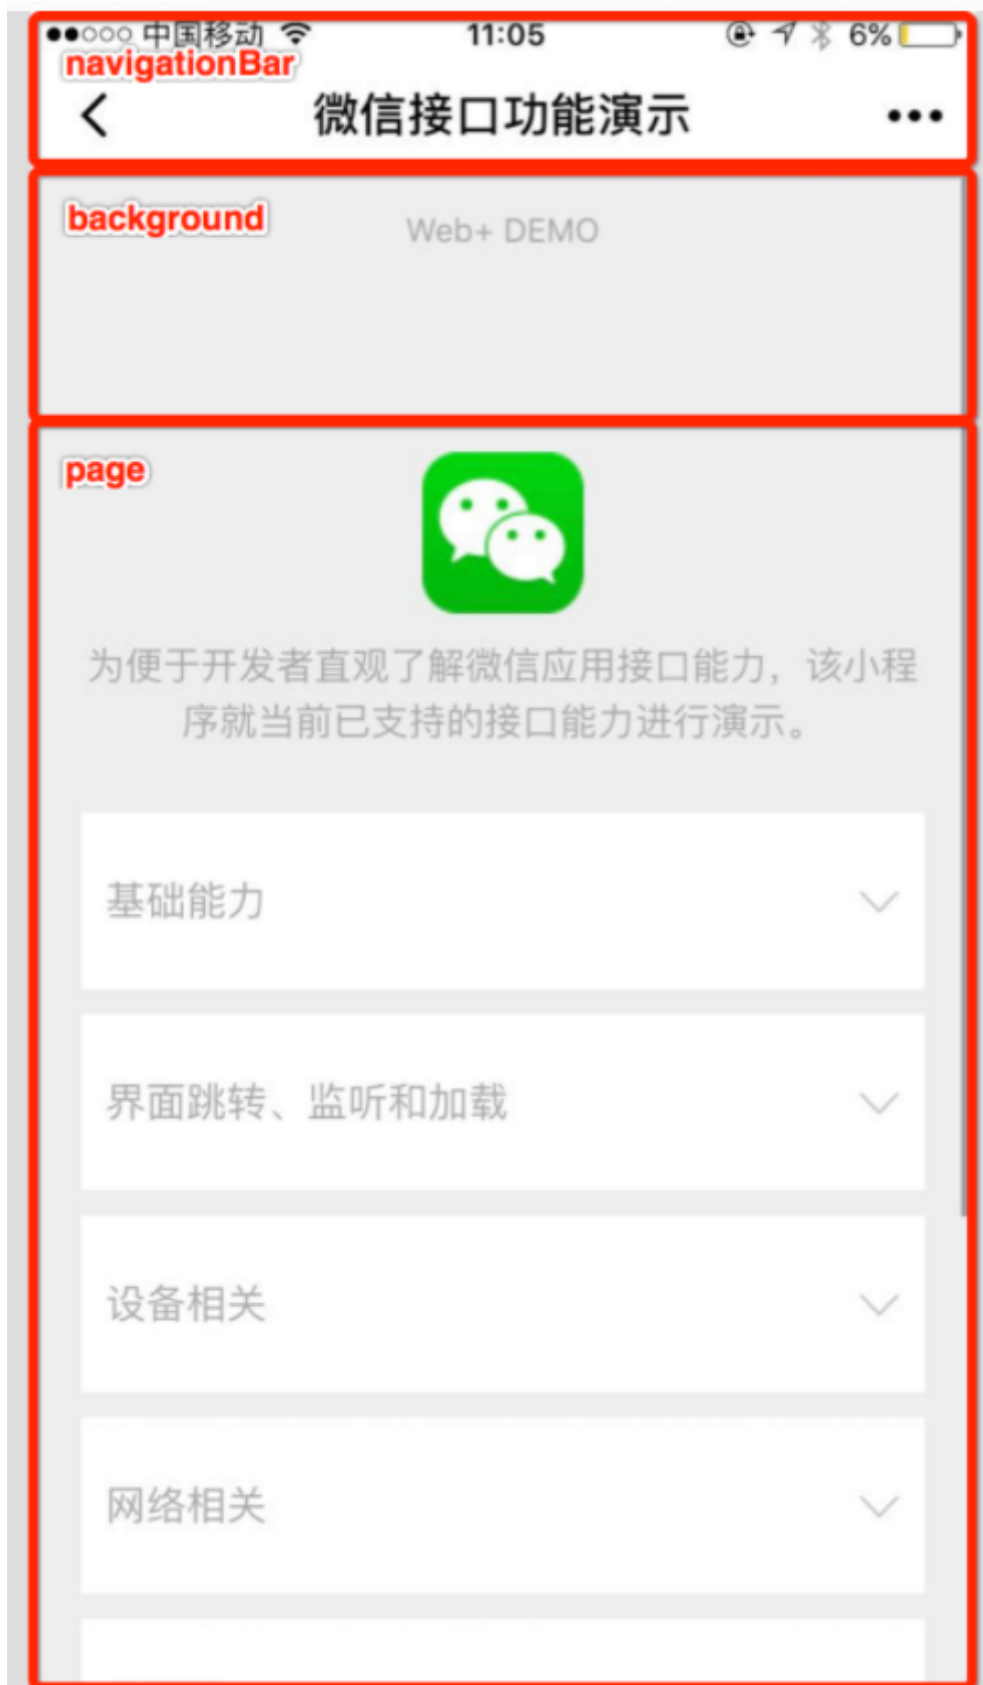 中国移动 11:05 6%
navigationBar
微信接口功能演示
background
Web+ DEMO
page
为便于开发者直观了解微信应用接口能力，该小程
序就当前已支持的接口能力进行演示。
基础能力
界面跳转、监听和加载
设备相关
网络相关